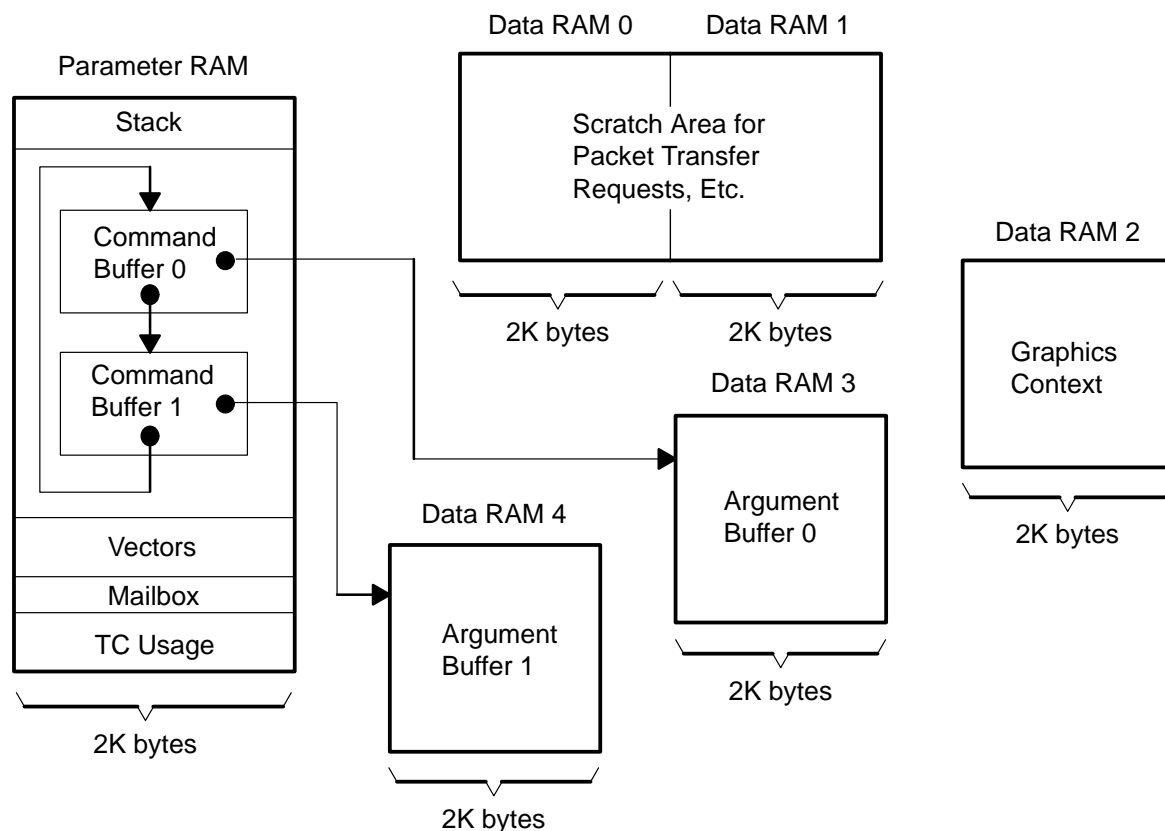 Data RAM 0
Data RAM 1
Parameter RAM
Stack
Scratch Area for
Packet Transfer
Requests, Etc.
Command
Buffer 0
Data RAM 2
2K bytes
2K bytes
Graphics
Context
Command
Buffer 1
Data RAM 3
Argument
Buffer 0
Data RAM 4
2K bytes
Vectors
Mailbox
TC Usage
Argument
Buffer 1
2K bytes
2K bytes
2K bytes